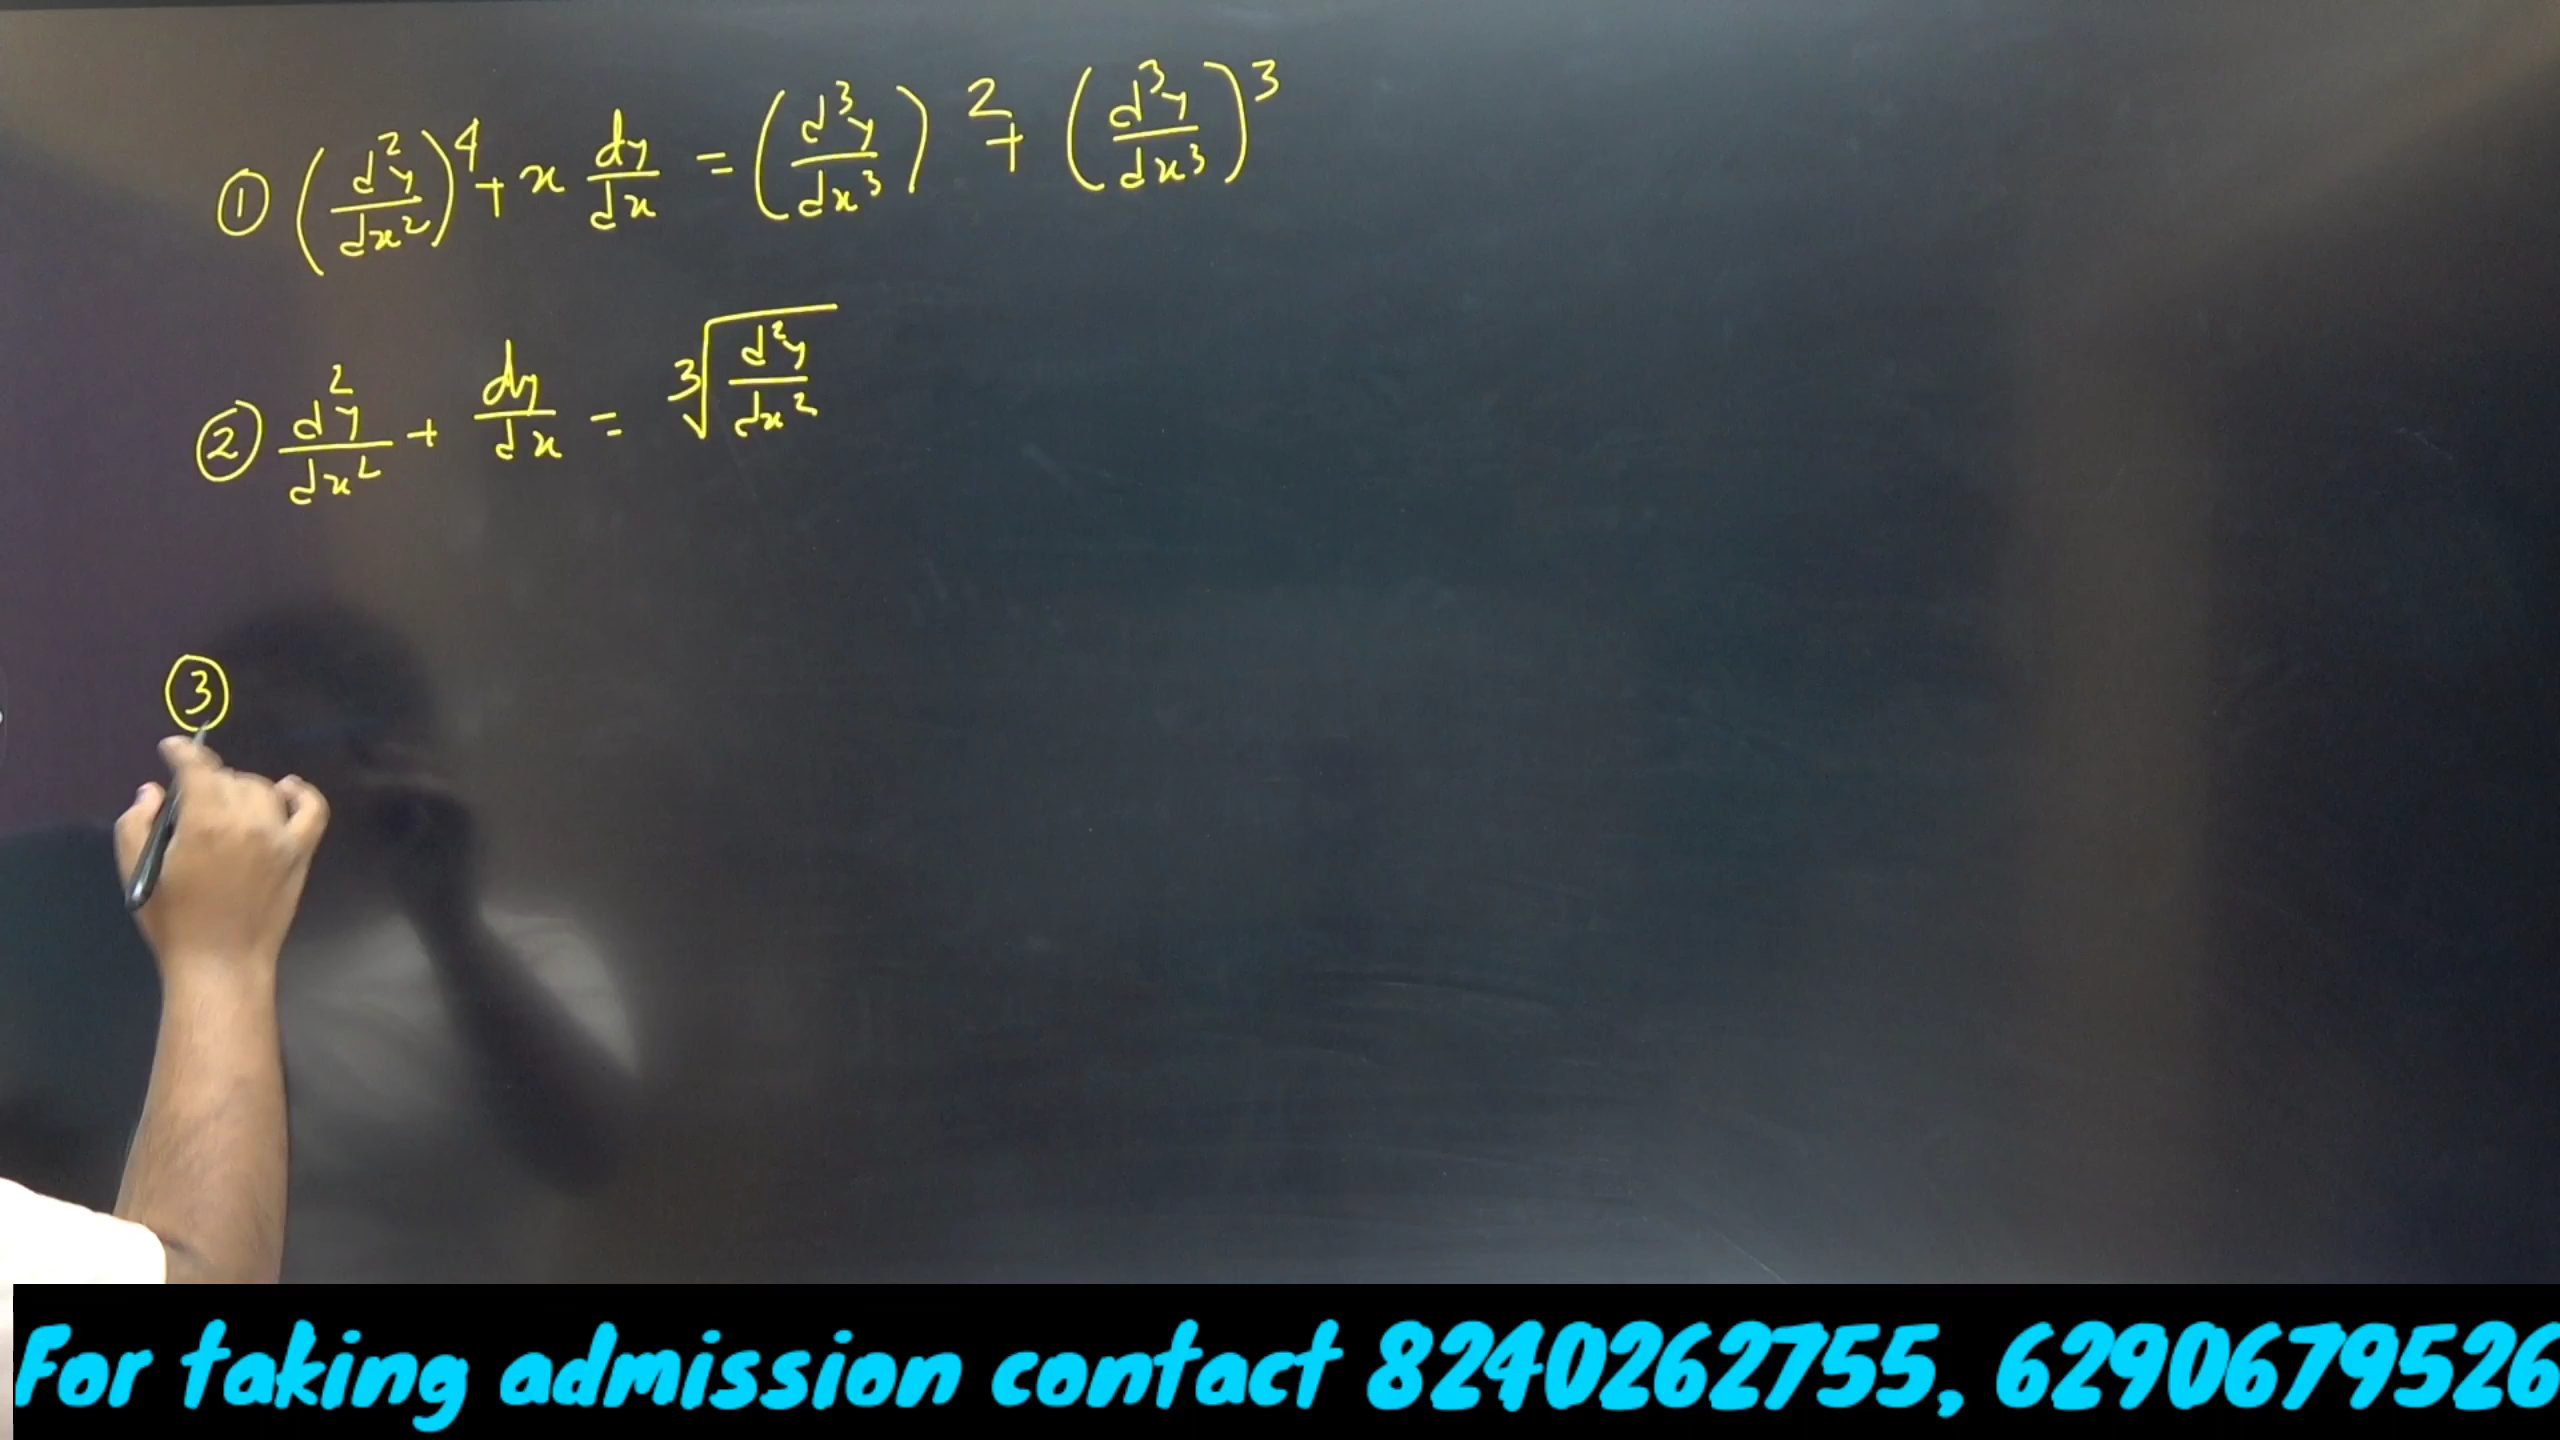 ① (d²y/dx²)⁴ + x dy/dx = (d³y/dx³)² + (d³y/dx³)³
② d²y/dx² + dy/dx = ∛(d²y/dx²)
③
For taking admission contact 8240262755, 6290679526